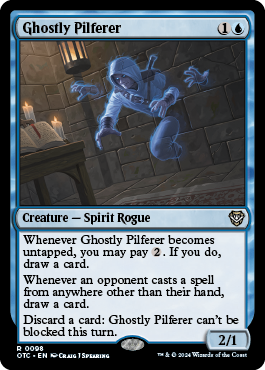 Ghostly Pilferer 1
Creature — Spirit Rogue
Whenever Ghostly Pilferer becomes
untapped, you may pay 2. If you do,
draw a card.
Whenever an opponent casts a spell
from anywhere other than their hand,
draw a card.
Discard a card: Ghostly Pilferer can't be
blocked this turn.
2/1
R 0098
OTC • EN Craig J Spearing ™ & © 2024 Wizards of the Coast